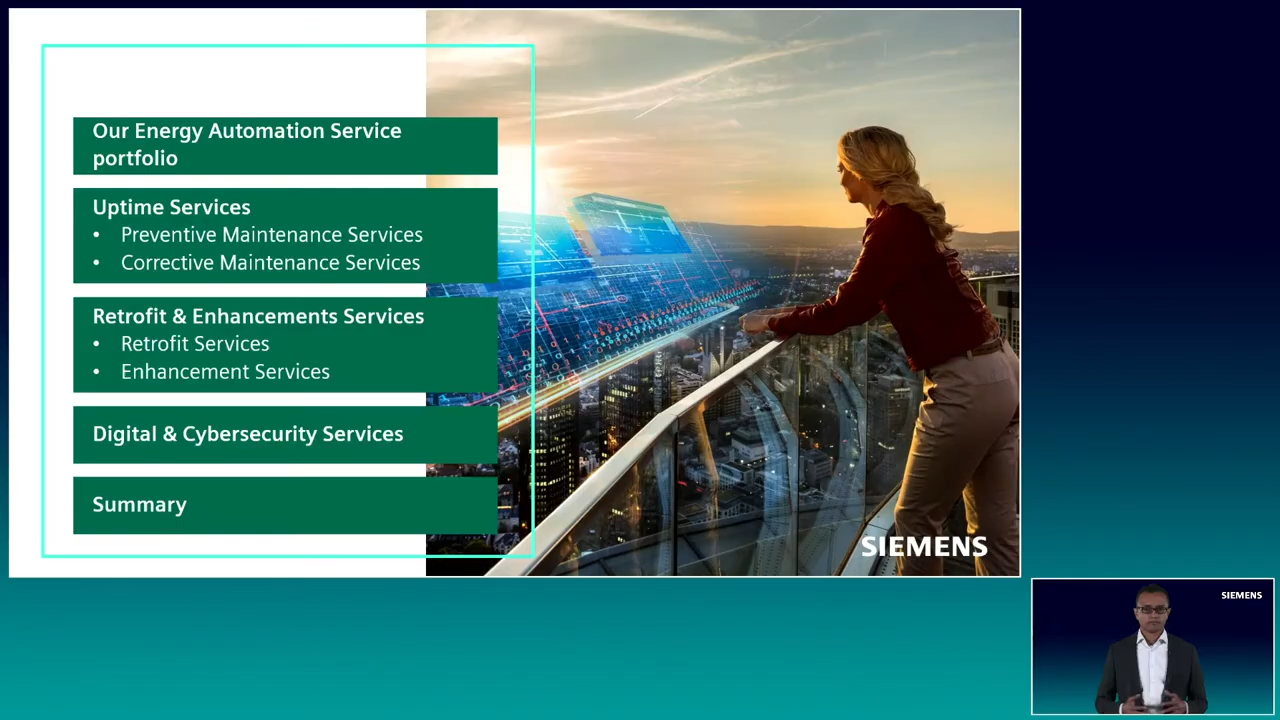 Our Energy Automation Service
portfolio
Uptime Services
• Preventive Maintenance Services
• Corrective Maintenance Services
Retrofit & Enhancements Services
• Retrofit Services
• Enhancement Services
Digital & Cybersecurity Services
Summary
SIEMENS
SIEMENS